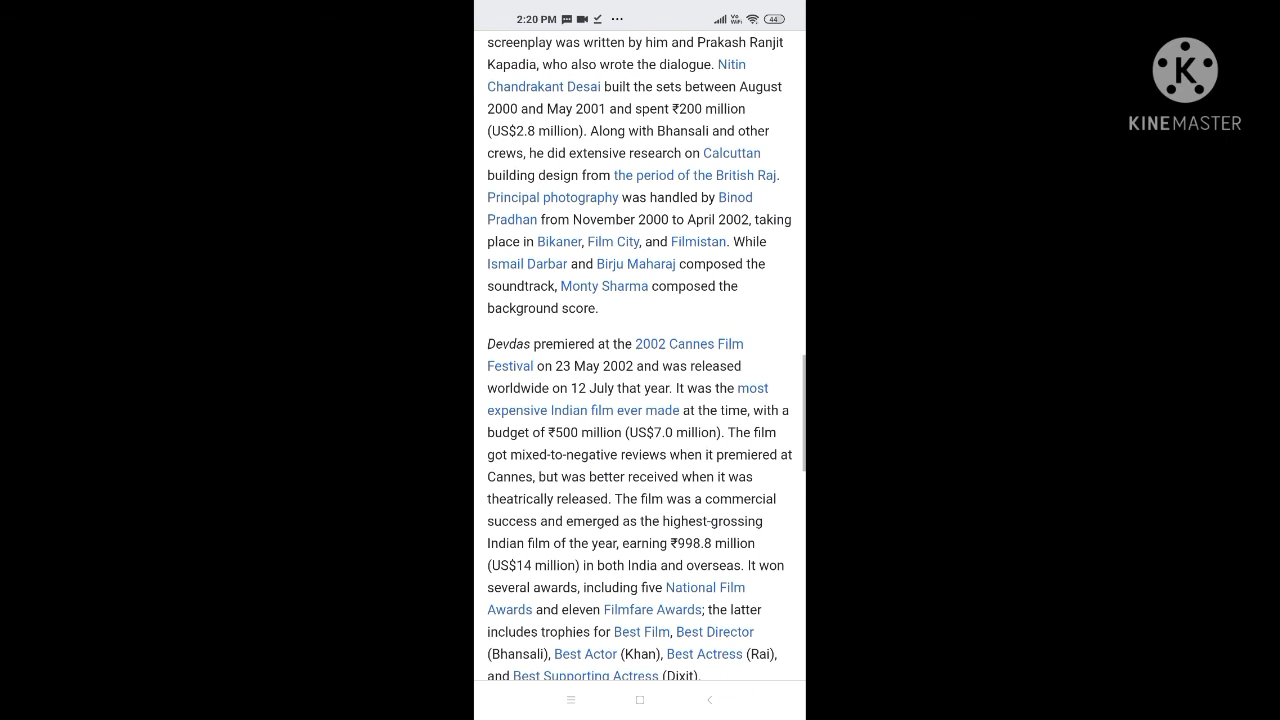 2:20 PM
Vo
WiFi
44
screenplay was written by him and Prakash Ranjit
Kapadia, who also wrote the dialogue. Nitin
Chandrakant Desai built the sets between August
2000 and May 2001 and spent ₹200 million
(US$2.8 million). Along with Bhansali and other
crews, he did extensive research on Calcuttan
building design from the period of the British Raj.
Principal photography was handled by Binod
Pradhan from November 2000 to April 2002, taking
place in Bikaner, Film City, and Filmistan. While
Ismail Darbar and Birju Maharaj composed the
soundtrack, Monty Sharma composed the
background score.
Devdas premiered at the 2002 Cannes Film
Festival on 23 May 2002 and was released
worldwide on 12 July that year. It was the most
expensive Indian film ever made at the time, with a
budget of ₹500 million (US$7.0 million). The film
got mixed-to-negative reviews when it premiered at
Cannes, but was better received when it was
theatrically released. The film was a commercial
success and emerged as the highest-grossing
Indian film of the year, earning ₹998.8 million
(US$14 million) in both India and overseas. It won
several awards, including five National Film
Awards and eleven Filmfare Awards; the latter
includes trophies for Best Film, Best Director
(Bhansali), Best Actor (Khan), Best Actress (Rai),
and Best Supporting Actress (Dixit).
K
KINEMASTER